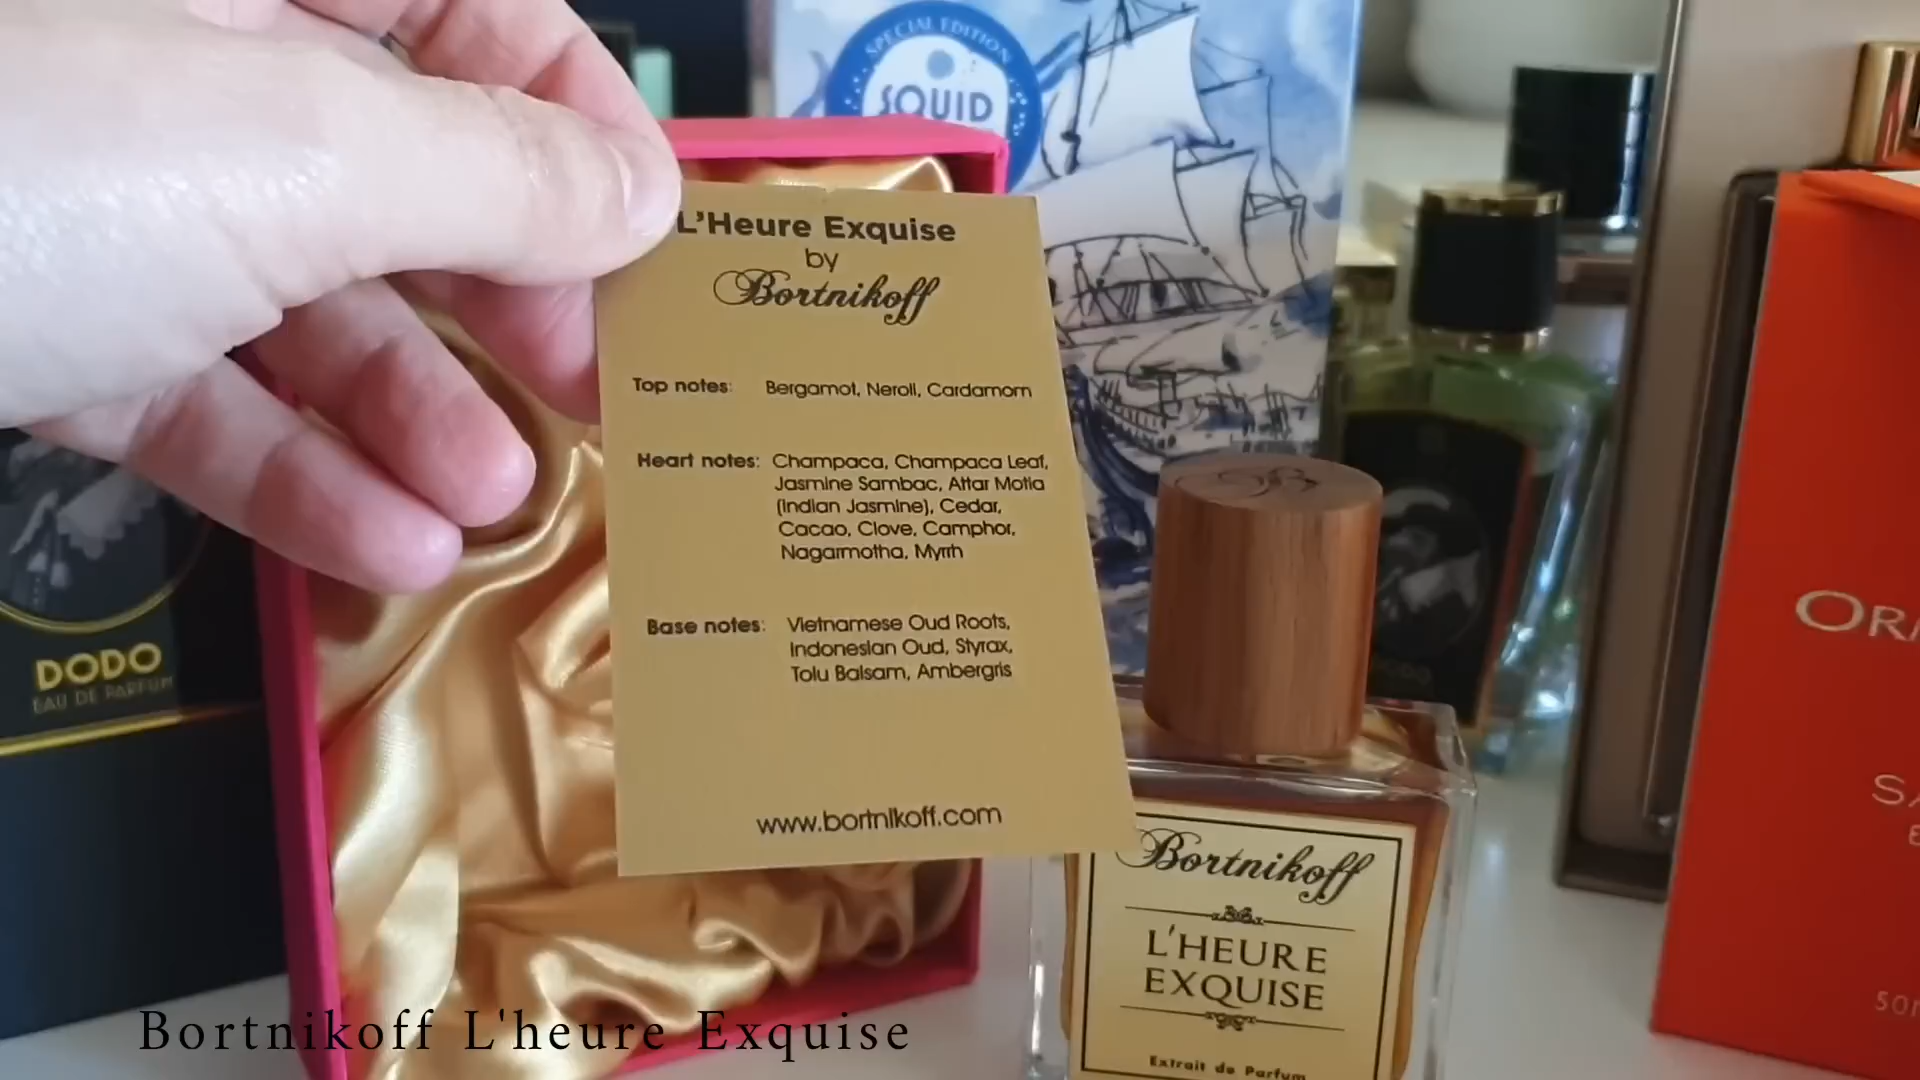 SPECIAL EDITION
SQUID
L'Heure Exquise
by
Bortnikoff
Top notes: Bergamot, Neroli, Cardamom
Heart notes: Champaca, Champaca Leaf,
Jasmine Sambac, Attar Motia
(Indian Jasmine), Cedar,
Cacao, Clove, Camphor,
Nagarmotha, Myrrh
Base notes: Vietnamese Oud Roots,
Indonesian Oud, Styrax,
Tolu Balsam, Ambergris
www.bortnikoff.com
DODO
EAU DE PARFUM
Bortnikoff
L'HEURE
EXQUISE
Extrait de Parfum
Bortnikoff L'heure Exquise